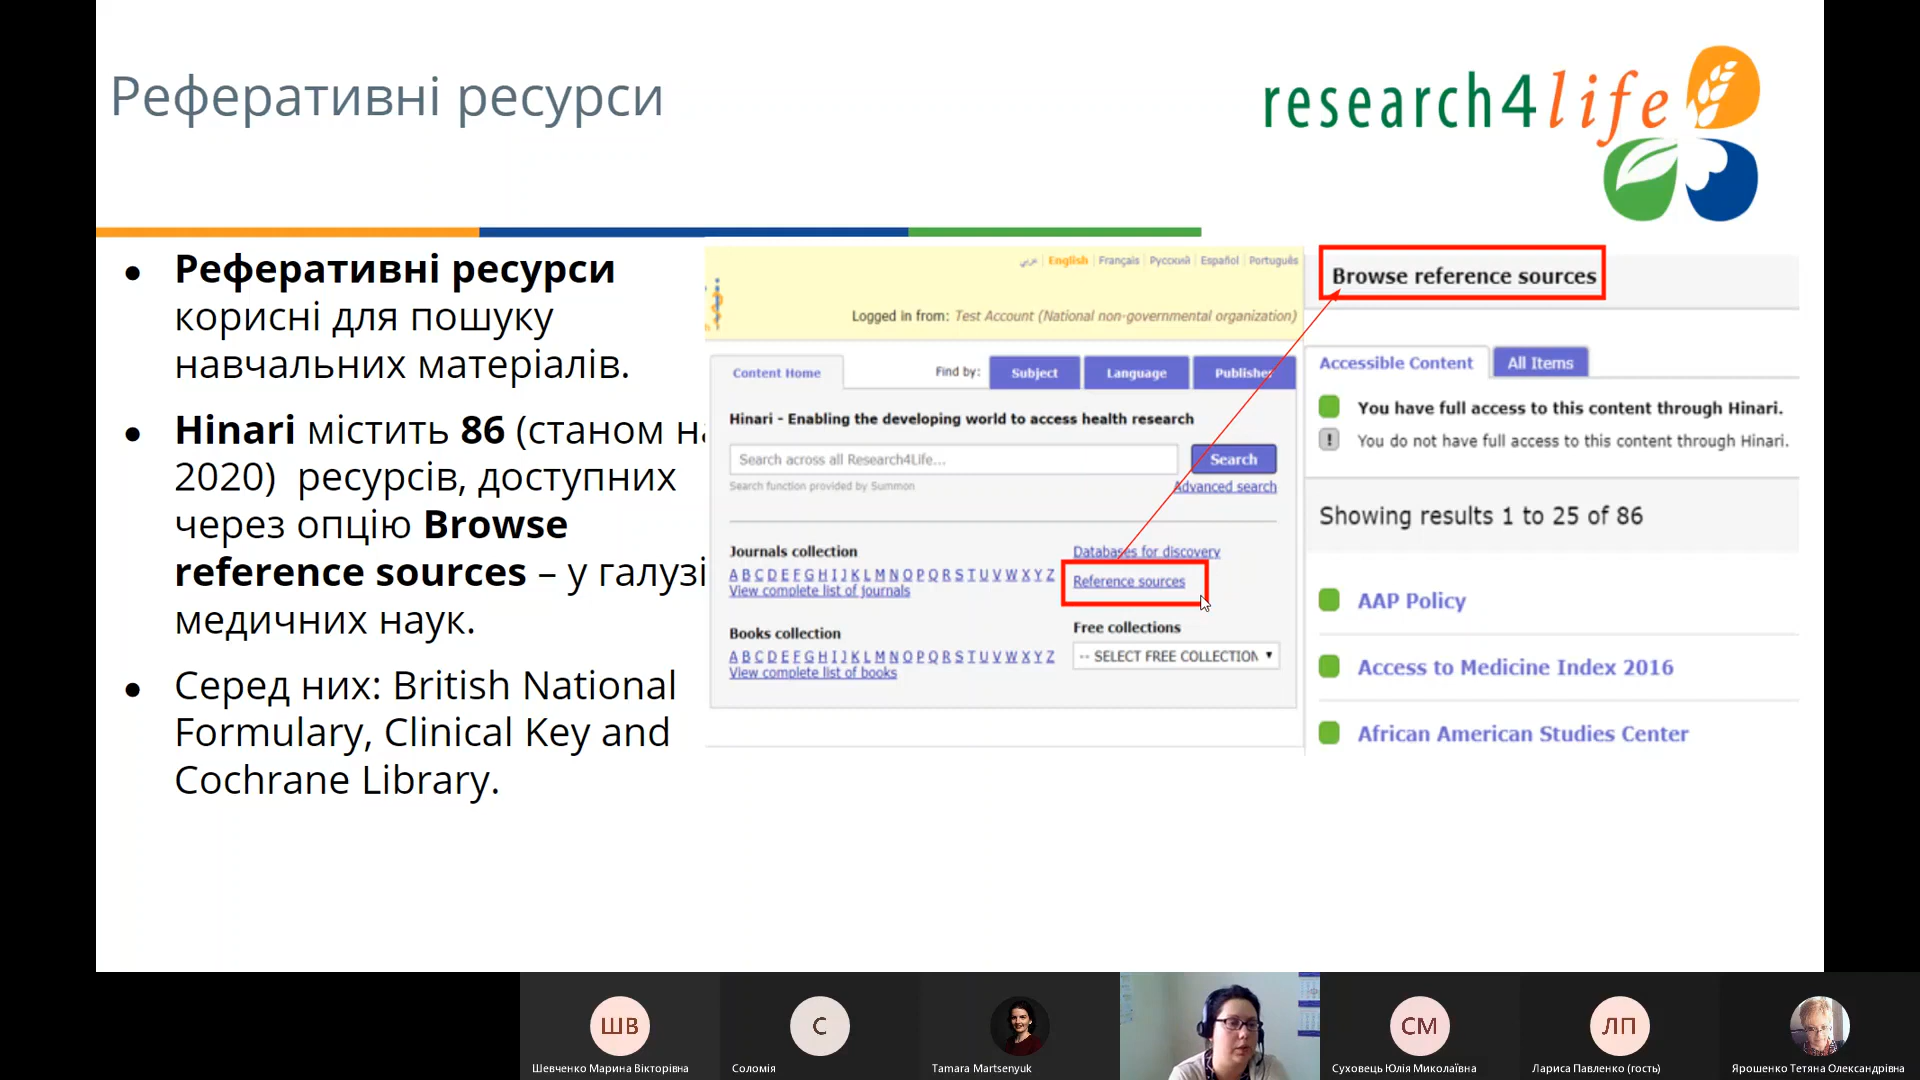 Реферативні ресурси
research4life
Реферативні ресурси
корисні для пошуку
навчальних матеріалів.
Hinari містить 86 (станом на
2020) ресурсів, доступних
через опцію Browse
reference sources – у галузі
медичних наук.
Серед них: British National
Formulary, Clinical Key and
Cochrane Library.
عربي | English | Français | Русский | Español | Português
Logged in from: Test Account (National non-governmental organization)
Content Home
Find by:
Subject
Language
Publisher
Hinari - Enabling the developing world to access health research
Search across all Research4Life...
Search
Search function provided by Summon
Advanced search
Journals collection
A B C D E F G H I J K L M N O P Q R S T U V W X Y Z
View complete list of journals
Databases for discovery
Reference sources
Books collection
A B C D E F G H I J K L M N O P Q R S T U V W X Y Z
View complete list of books
Free collections
-- SELECT FREE COLLECTION
Browse reference sources
Accessible Content
All Items
You have full access to this content through Hinari.
! You do not have full access to this content through Hinari.
Showing results 1 to 25 of 86
AAP Policy
Access to Medicine Index 2016
African American Studies Center
ШВ
С
СМ
ЛП
Шевченко Марина Вікторівна
Соломія
Tamara Martsenyuk
Суховець Юлія Миколаївна
Лариса Павленко (гость)
Ярошенко Тетяна Олександрівна